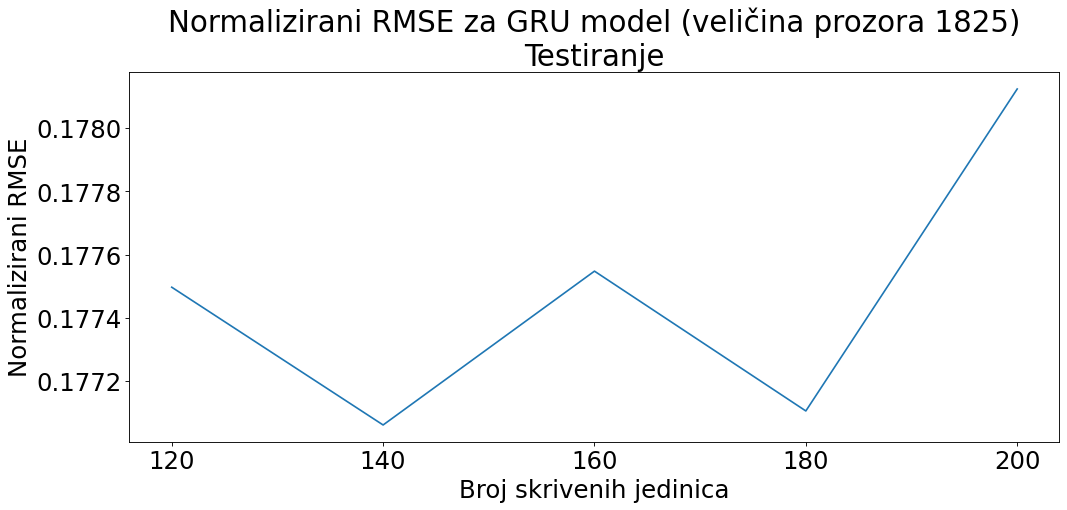 Normalizirani RMSE za GRU model (veličina prozora 1825)
Testiranje
Normalizirani RMSE
0.1780
0.1778
0.1776
0.1774
0.1772
120 140 160 180 200
Broj skrivenih jedinica